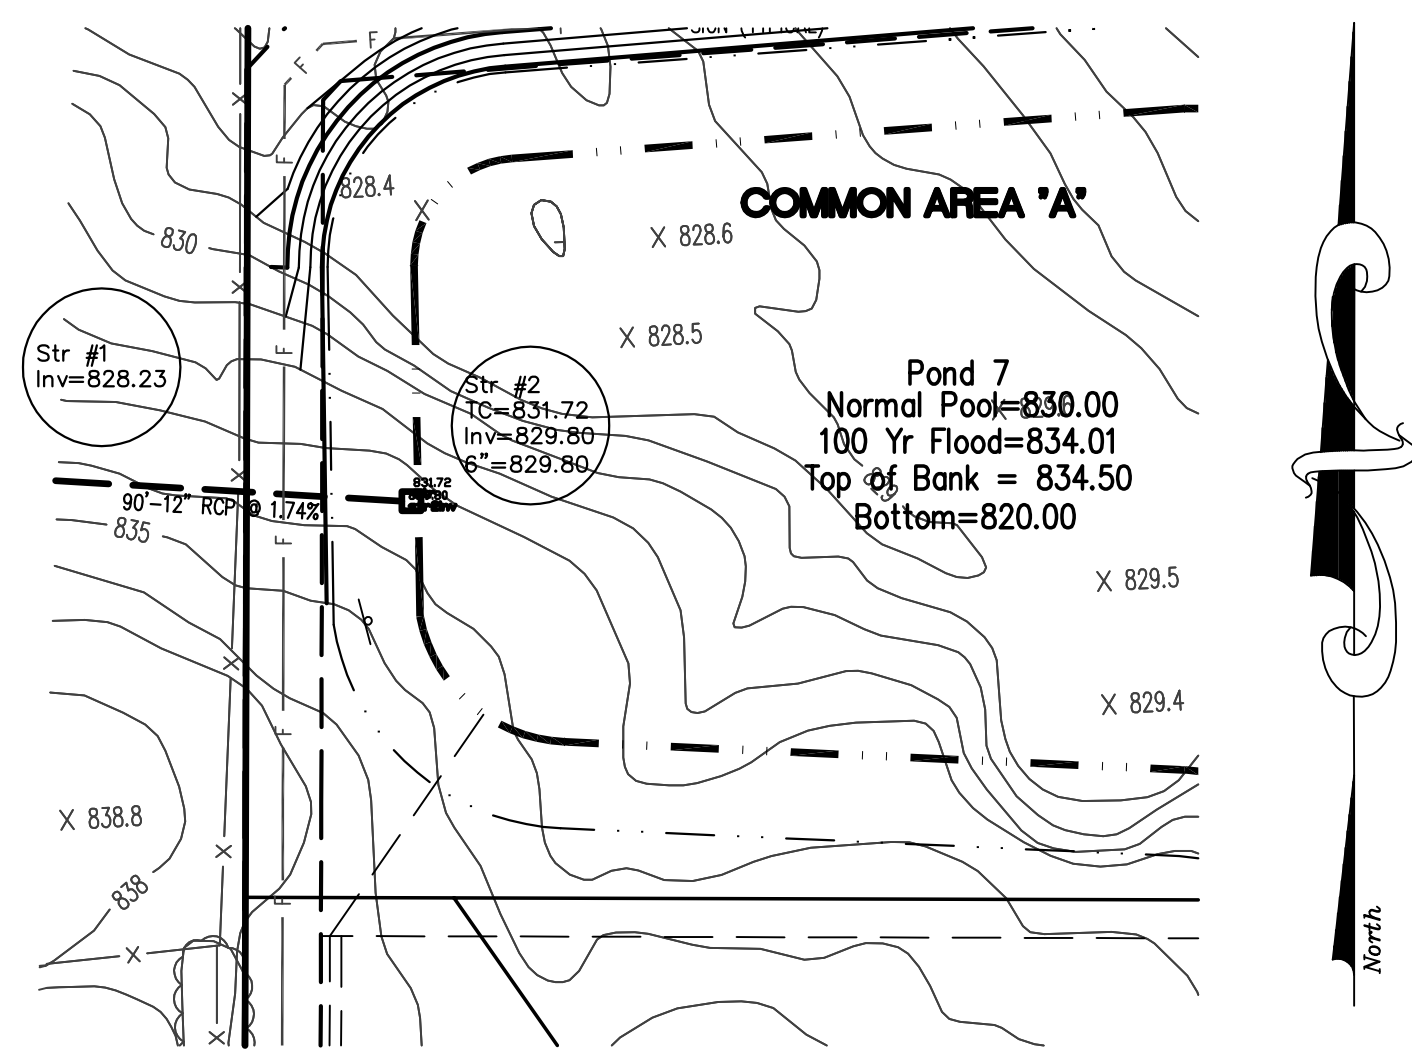 F
F
F
828.4
COMMON AREA 'A'
X 828.6
830
X 828.5
F
Str #1
Inv=828.23
Str #2
TC=831.72
Inv=829.80
6"=829.80
Pond 7
Normal Pool=830.00
100 Yr Flood=834.01
Top of Bank = 834.50
Bottom=820.00
829
831.72
90'-12" RCP @ 1.74%
835
F
X 829.5
X 829.4
F
X 838.8
838
F
North